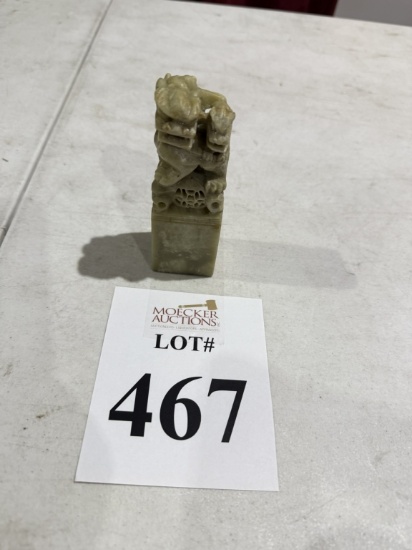 MOECKER
AUCTIONS
LOT#
467